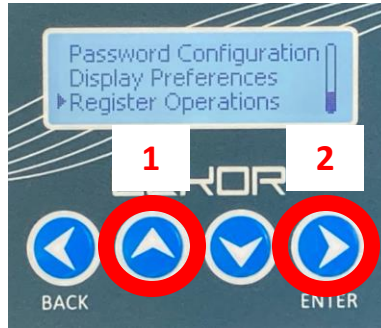 Password Configuration
Display Preferences
Register Operations
1
2
BACK
ENTER